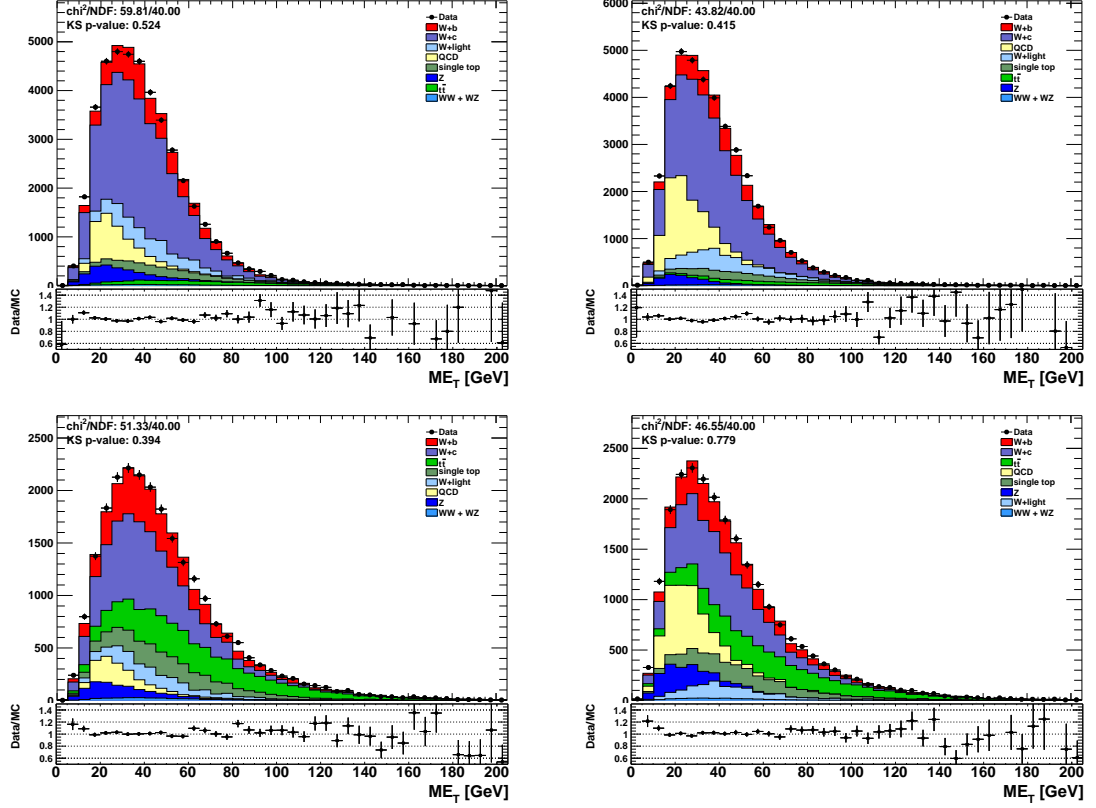 chi²/NDF: 59.81/40.00
KS p-value: 0.524
Data
W+b
W+c
W+light
QCD
single top
Z
tt̄
WW + WZ
5000
4000
3000
2000
1000
0
Data/MC
1.4
1.2
1
0.8
0.6
0 20 40 60 80 100 120 140 160 180 200
ME_T [GeV]
chi²/NDF: 43.82/40.00
KS p-value: 0.415
Data
W+b
W+c
W+light
QCD
single top
tt̄
Z
WW + WZ
6000
5000
4000
3000
2000
1000
0
Data/MC
1.4
1.2
1
0.8
0.6
0 20 40 60 80 100 120 140 160 180 200
ME_T [GeV]
chi²/NDF: 51.33/40.00
KS p-value: 0.394
Data
W+b
W+c
tt̄
single top
W+light
QCD
Z
WW + WZ
2500
2000
1500
1000
500
0
Data/MC
1.4
1.2
1
0.8
0.6
0 20 40 60 80 100 120 140 160 180 200
ME_T [GeV]
chi²/NDF: 46.55/40.00
KS p-value: 0.779
Data
W+b
W+c
tt̄
QCD
single top
Z
W+light
WW + WZ
2500
2000
1500
1000
500
0
Data/MC
1.4
1.2
1
0.8
0.6
0 20 40 60 80 100 120 140 160 180 200
ME_T [GeV]